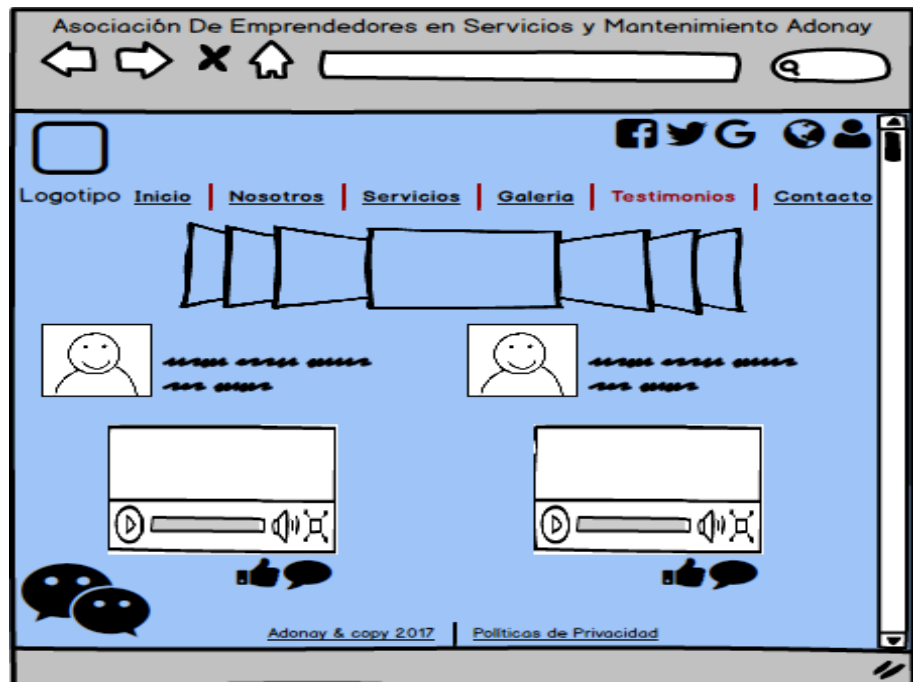 Asociación De Emprendedores en Servicios y Mantenimiento Adonay
Logotipo Inicio Nosotros Servicios Galeria Testimonios Contacto
Adonay & copy 2017 Políticas de Privacidad